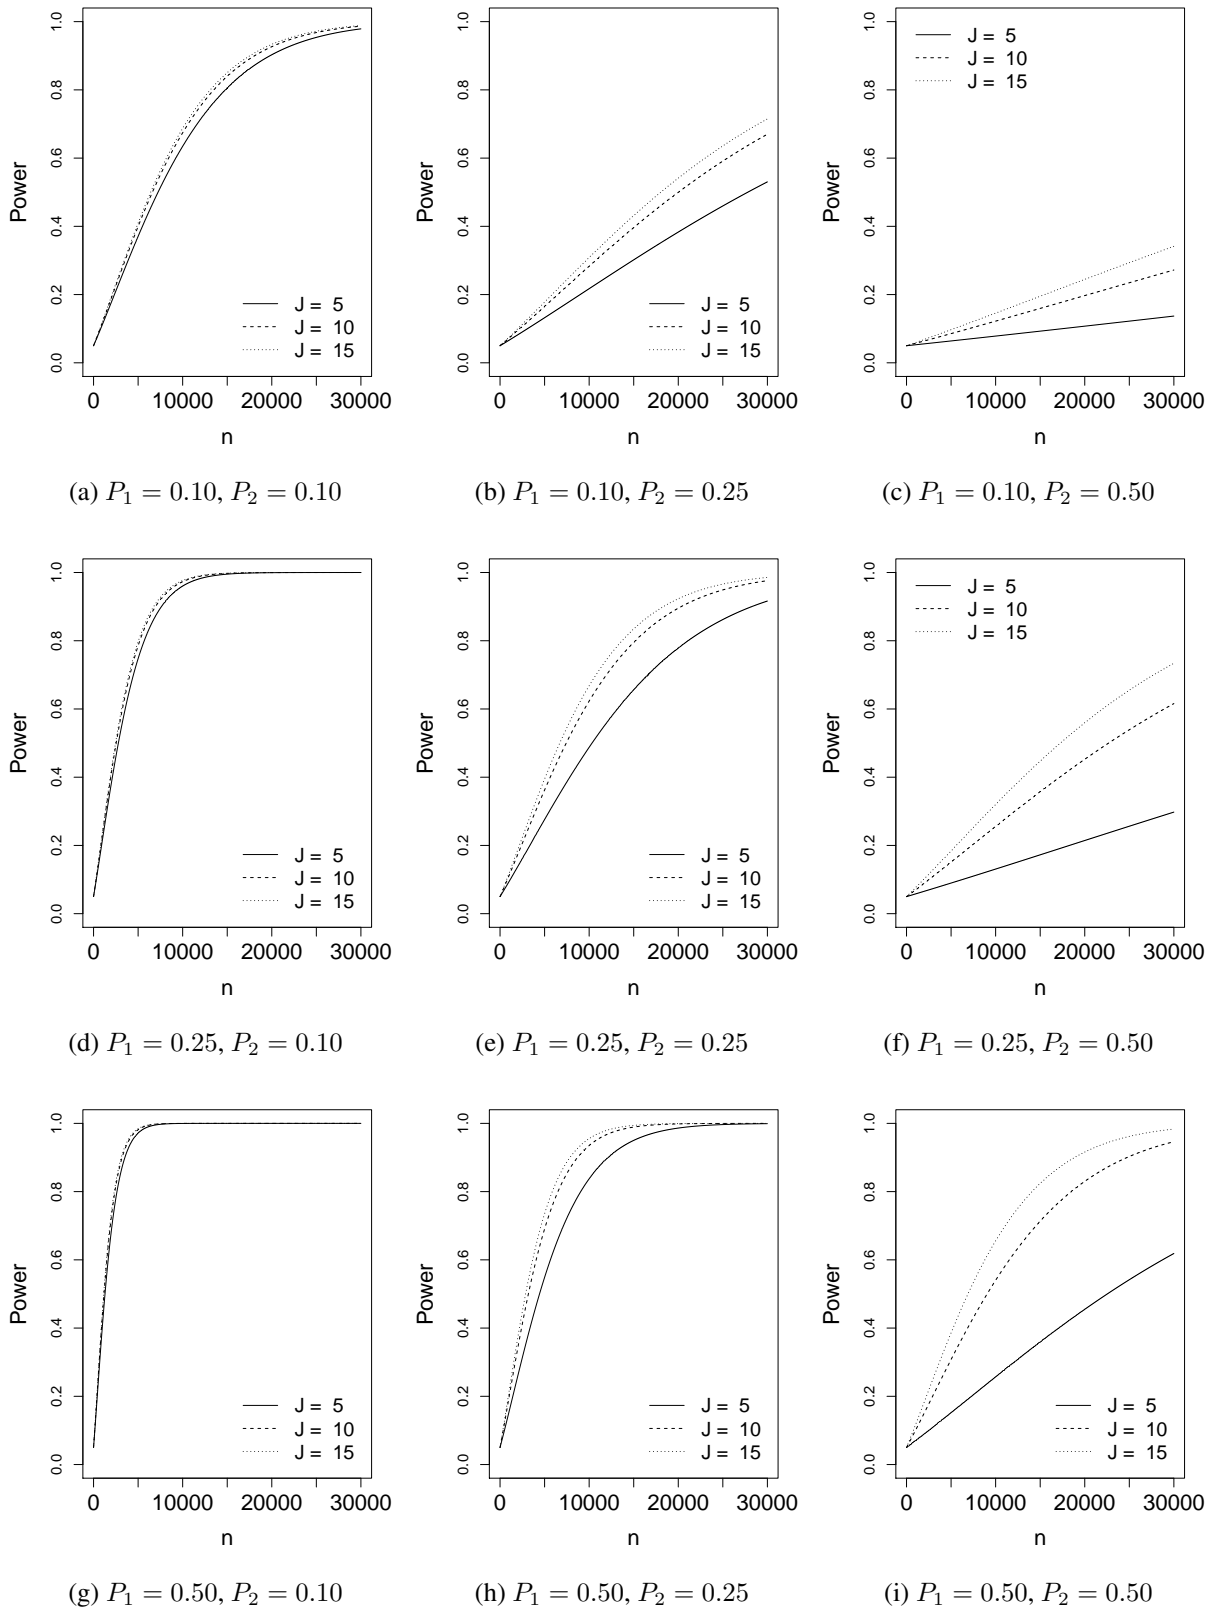 Power
0.0 0.2 0.4 0.6 0.8 1.0
J = 5
J = 10
J = 15
0 10000 20000 30000
n
(a) P₁ = 0.10, P₂ = 0.10
Power
0.0 0.2 0.4 0.6 0.8 1.0
J = 5
J = 10
J = 15
0 10000 20000 30000
n
(b) P₁ = 0.10, P₂ = 0.25
Power
0.0 0.2 0.4 0.6 0.8 1.0
J = 5
J = 10
J = 15
0 10000 20000 30000
n
(c) P₁ = 0.10, P₂ = 0.50
Power
0.0 0.2 0.4 0.6 0.8 1.0
J = 5
J = 10
J = 15
0 10000 20000 30000
n
(d) P₁ = 0.25, P₂ = 0.10
Power
0.0 0.2 0.4 0.6 0.8 1.0
J = 5
J = 10
J = 15
0 10000 20000 30000
n
(e) P₁ = 0.25, P₂ = 0.25
Power
0.0 0.2 0.4 0.6 0.8 1.0
J = 5
J = 10
J = 15
0 10000 20000 30000
n
(f) P₁ = 0.25, P₂ = 0.50
Power
0.0 0.2 0.4 0.6 0.8 1.0
J = 5
J = 10
J = 15
0 10000 20000 30000
n
(g) P₁ = 0.50, P₂ = 0.10
Power
0.0 0.2 0.4 0.6 0.8 1.0
J = 5
J = 10
J = 15
0 10000 20000 30000
n
(h) P₁ = 0.50, P₂ = 0.25
Power
0.0 0.2 0.4 0.6 0.8 1.0
J = 5
J = 10
J = 15
0 10000 20000 30000
n
(i) P₁ = 0.50, P₂ = 0.50